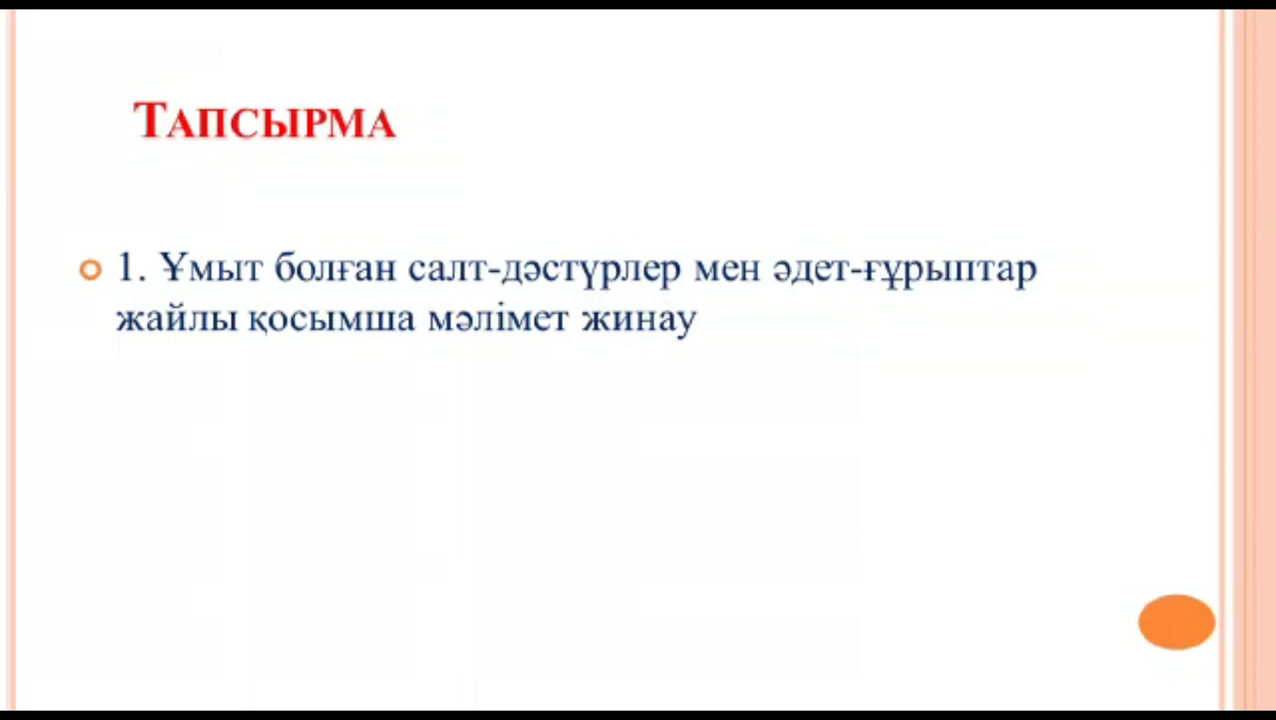 Тапсырма
1. Ұмыт болған салт-дәстүрлер мен әдет-ғұрыптар
жайлы қосымша мәлімет жинау